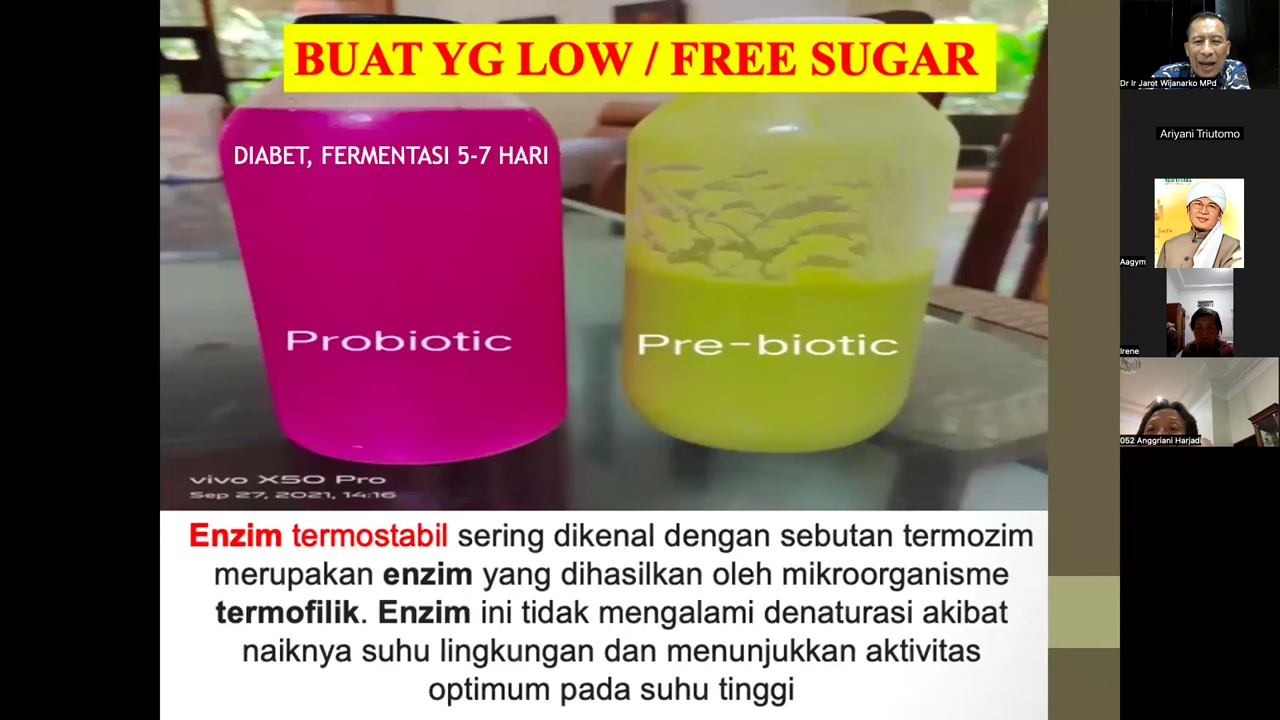 BUAT YG LOW / FREE SUGAR
DIABET, FERMENTASI 5-7 HARI
Probiotic
Pre-biotic
vivo X50 Pro
Sep 27, 2021, 14:16
Enzim termostabil sering dikenal dengan sebutan termozim
merupakan enzim yang dihasilkan oleh mikroorganisme
termofilik. Enzim ini tidak mengalami denaturasi akibat
naiknya suhu lingkungan dan menunjukkan aktivitas
optimum pada suhu tinggi
Dr Ir Jarot Wijanarko MPd
Ariyani Triutomo
Aagym
Irene
052 Anggriani Harjadi